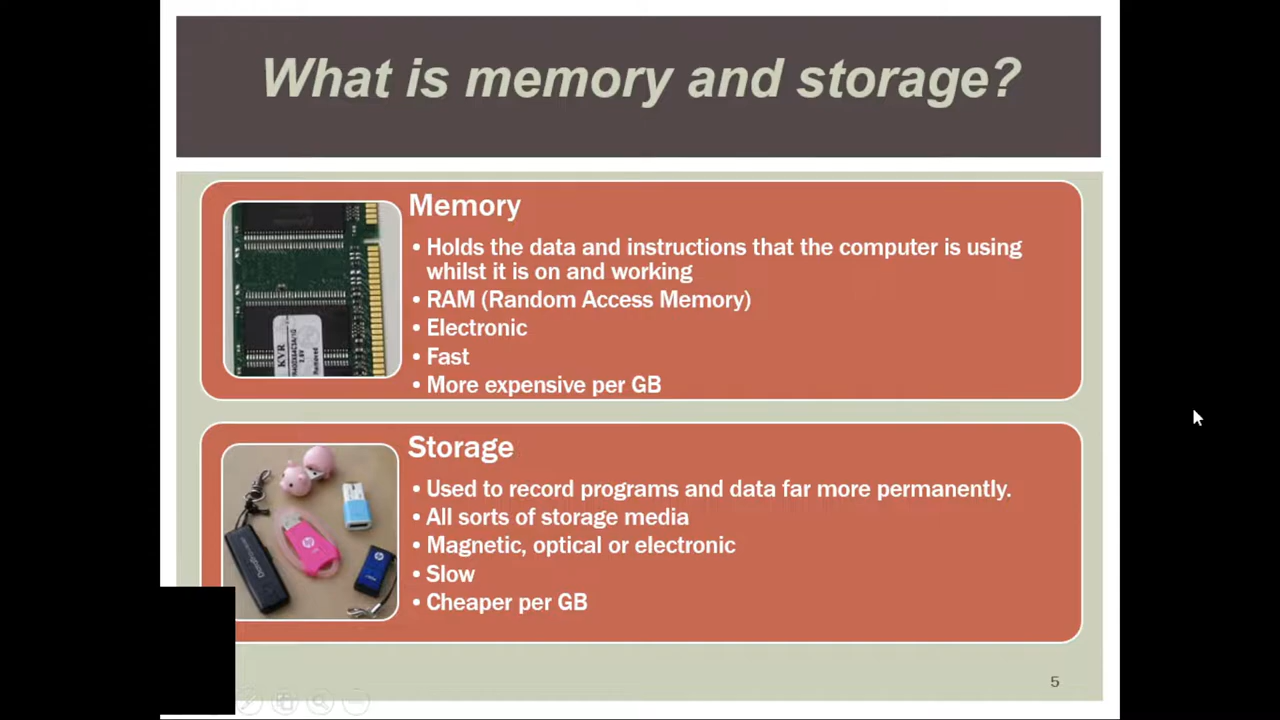 What is memory and storage?
Memory
• Holds the data and instructions that the computer is using
whilst it is on and working
• RAM (Random Access Memory)
• Electronic
• Fast
• More expensive per GB
KVR
Storage
• Used to record programs and data far more permanently.
• All sorts of storage media
• Magnetic, optical or electronic
• Slow
• Cheaper per GB
5